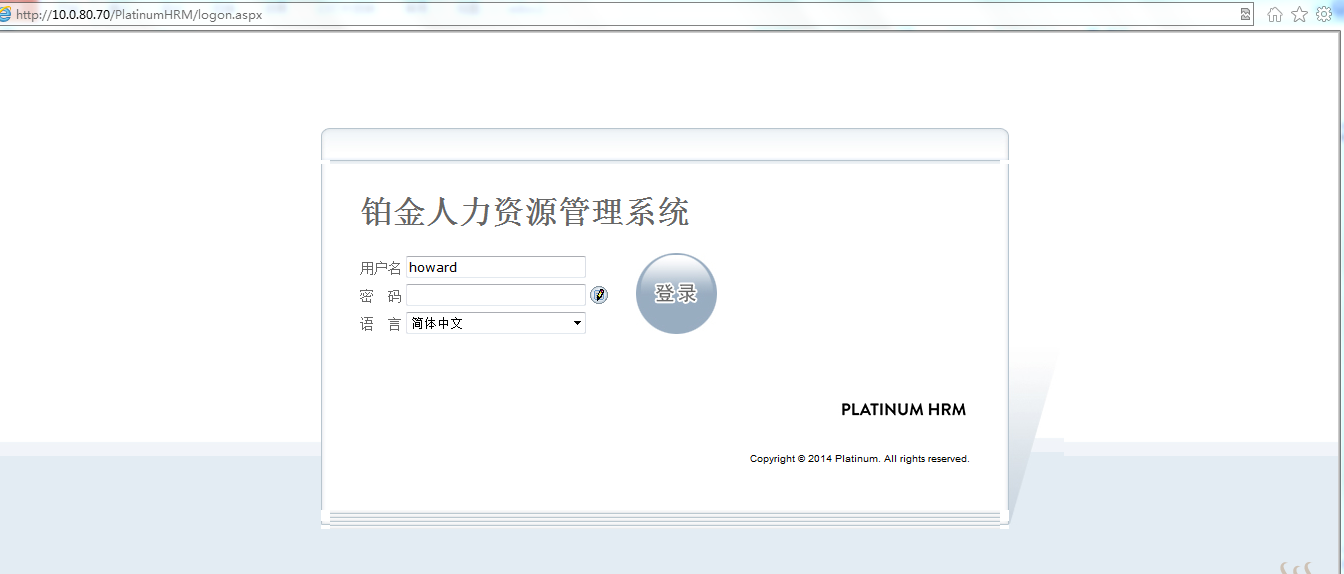 http://10.0.80.70/PlatinumHRM/logon.aspx
铂金人力资源管理系统
用户名 howard
密 码
登录
语 言 简体中文
PLATINUM HRM
Copyright © 2014 Platinum. All rights reserved.